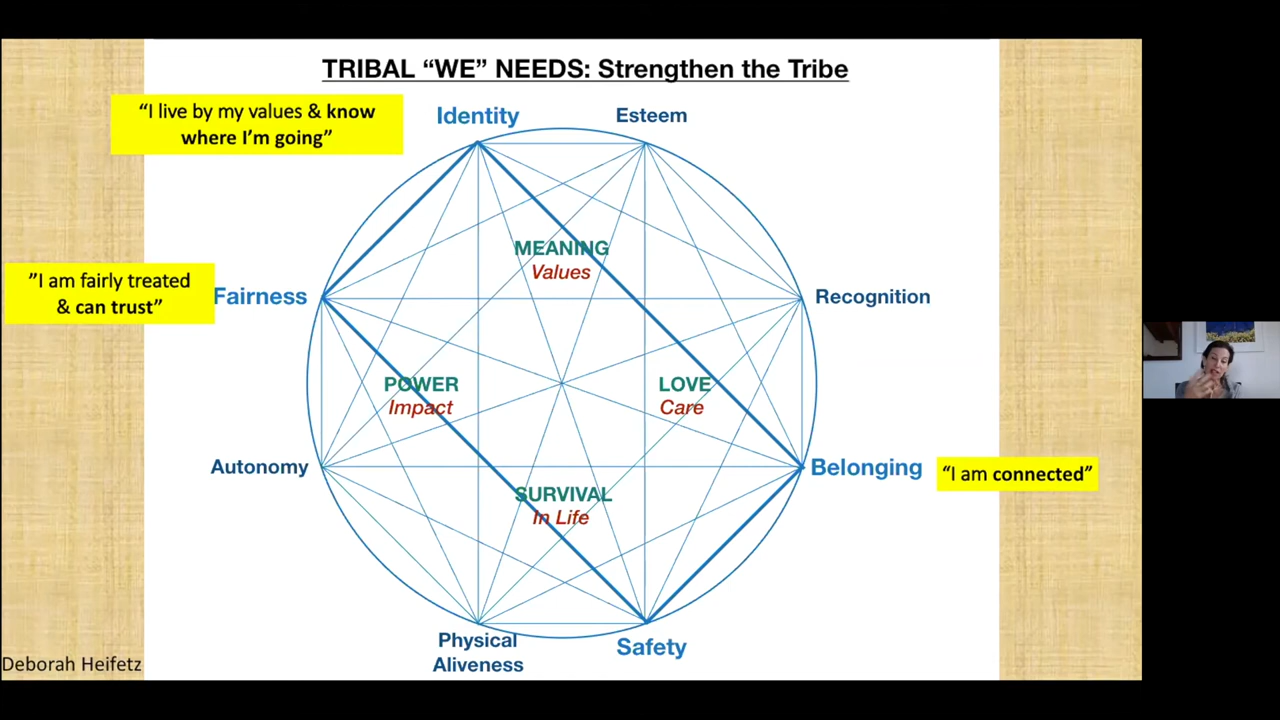 TRIBAL “WE” NEEDS: Strengthen the Tribe
“I live by my values & know
where I’m going”
Identity
Esteem
MEANING
Values
”I am fairly treated
& can trust”
Fairness
Recognition
POWER
Impact
LOVE
Care
Autonomy
Belonging
“I am connected”
SURVIVAL
In Life
Physical
Aliveness
Safety
Deborah Heifetz